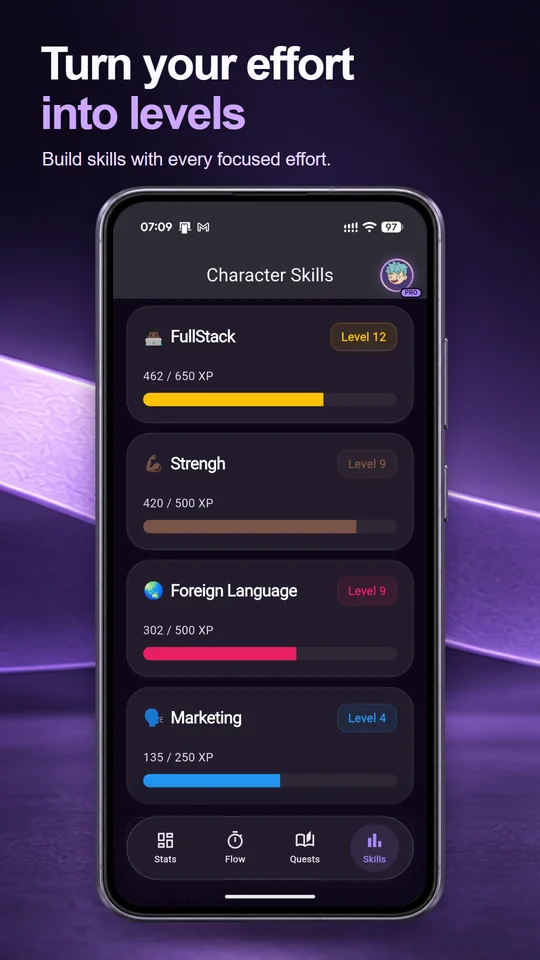 Turn your effort
into levels
Build skills with every focused effort.
07:09 97
Character Skills
PRO
FullStack Level 12
462 / 650 XP
Strengh Level 9
420 / 500 XP
Foreign Language Level 9
302 / 500 XP
Marketing Level 4
135 / 250 XP
Stats Flow Quests Skills